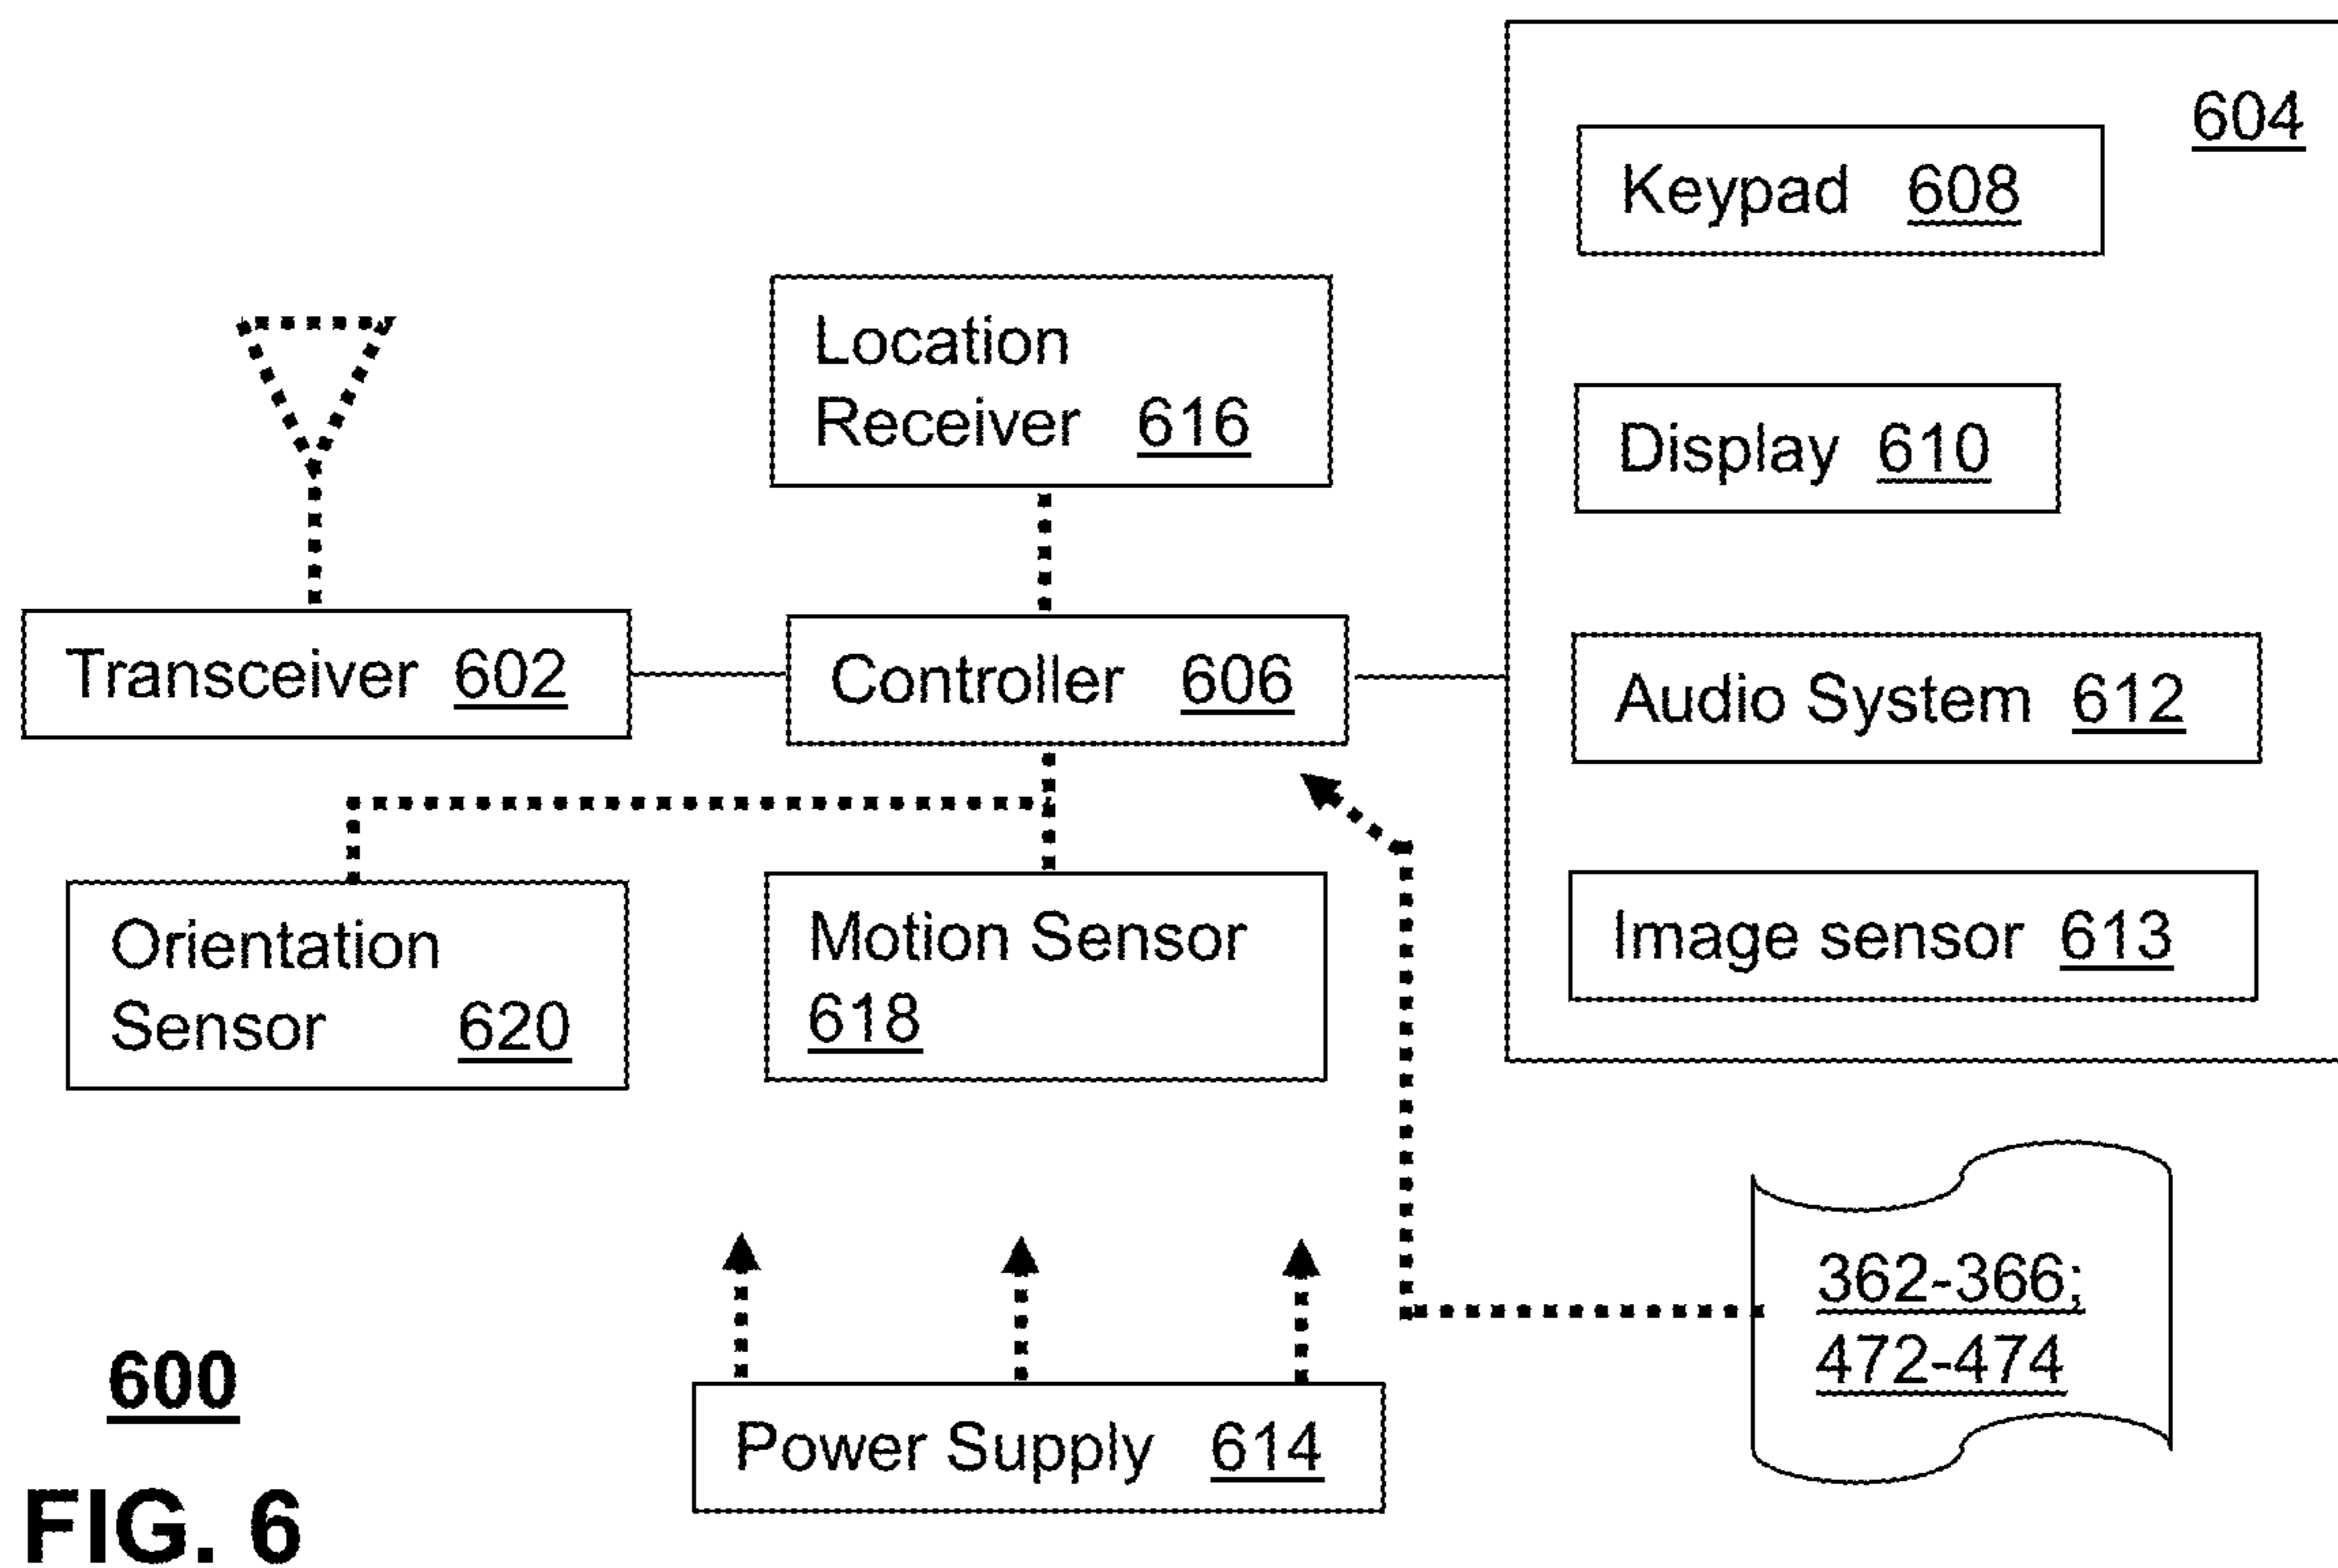 604
Keypad 608
Location
Receiver 616
Display 610
Transceiver 602
Controller 606
Audio System 612
Orientation
Sensor 620
Motion Sensor
618
Image sensor 613
362-366;
472-474
600
Power Supply 614
FIG. 6